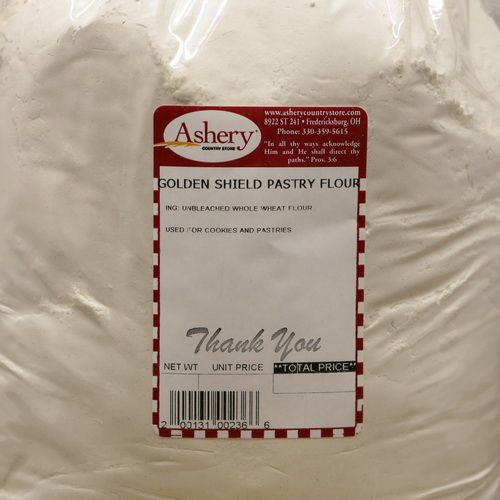 Ashery
COUNTRY STORE
www.asherycountrystore.com
8922 ST 241 • Fredericksburg, OH
Phone: 330-359-5615
"In all thy ways acknowledge
Him and He shall direct thy
paths." Prov. 3:6
GOLDEN SHIELD PASTRY FLOUR
ING: UNBLEACHED WHOLE WHEAT FLOUR
USED FOR COOKIES AND PASTRIES
Thank You
NET WT UNIT PRICE **TOTAL PRICE**
2 00131 00236 6